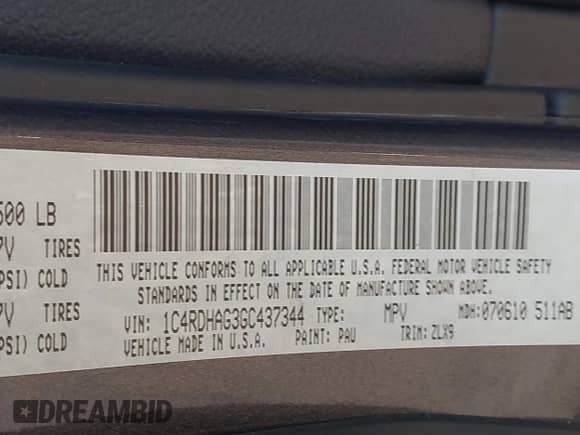 500 LB
TIRES
PSI) COLD
TIRES
PSI) COLD
THIS VEHICLE CONFORMS TO ALL APPLICABLE U.S.A. FEDERAL MOTOR VEHICLE SAFETY
STANDARDS IN EFFECT ON THE DATE OF MANUFACTURE SHOWN ABOVE.
VIN: 1C4RDHAG3GC437344 TYPE: MPV MDH:070610 511AB
VEHICLE MADE IN U.S.A. PAINT: PAU TRIM: ZLX9
DREAMBID